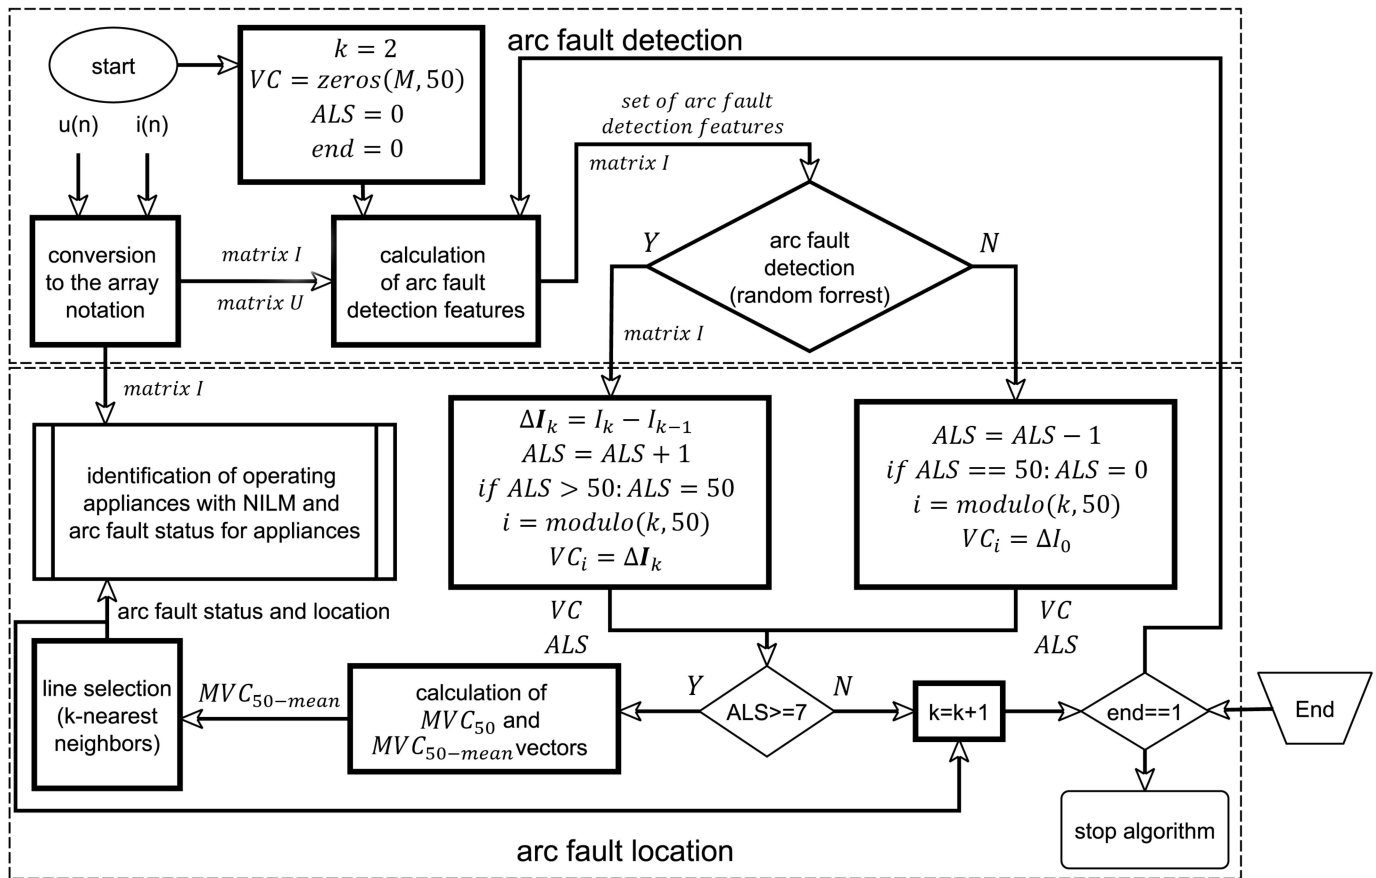 arc fault detection
start
k = 2
VC = zeros(M, 50)
ALS = 0
end = 0
u(n)
i(n)
set of arc fault
detection features
matrix I
conversion
to the array
notation
matrix I
matrix U
calculation
of arc fault
detection features
Y
arc fault
detection
(random forrest)
N
matrix I
matrix I
ΔI_k = I_k − I_{k−1}
ALS = ALS + 1
if ALS > 50: ALS = 50
i = modulo(k, 50)
VC_i = ΔI_k
ALS = ALS − 1
if ALS == 50: ALS = 0
i = modulo(k, 50)
VC_i = ΔI_0
identification of operating
appliances with NILM and
arc fault status for appliances
arc fault status and location
VC
ALS
VC
ALS
line selection
(k-nearest
neighbors)
MVC_{50−mean}
calculation of
MVC_{50} and
MVC_{50−mean} vectors
Y
ALS>=7
N
k=k+1
end==1
End
stop algorithm
arc fault location